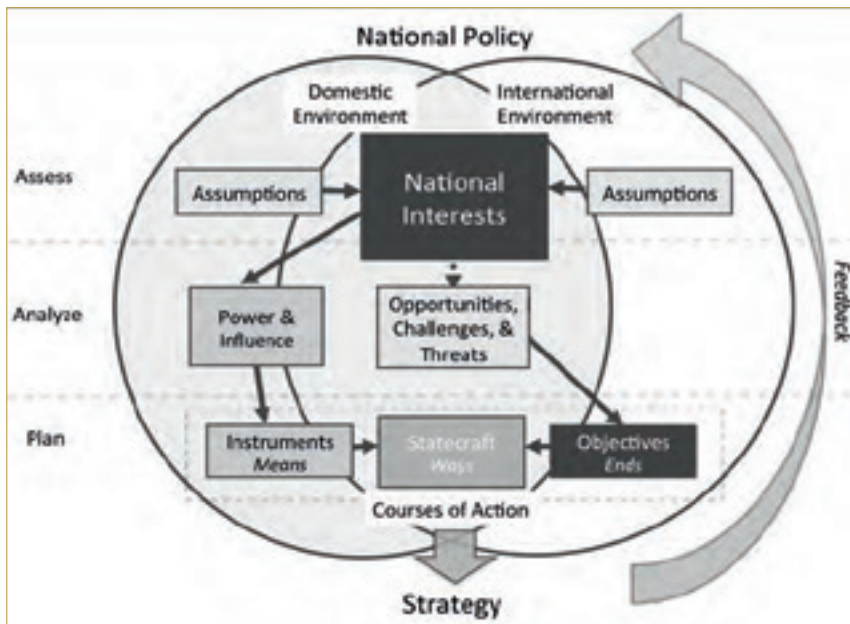 National Policy
Domestic
Environment
International
Environment
Assess
Assumptions
National
Interests
Assumptions
Analyze
Power &
Influence
Opportunities,
Challenges, &
Threats
Feedback
Plan
Instruments
Means
Statecraft
Ways
Objectives
Ends
Courses of Action
Strategy